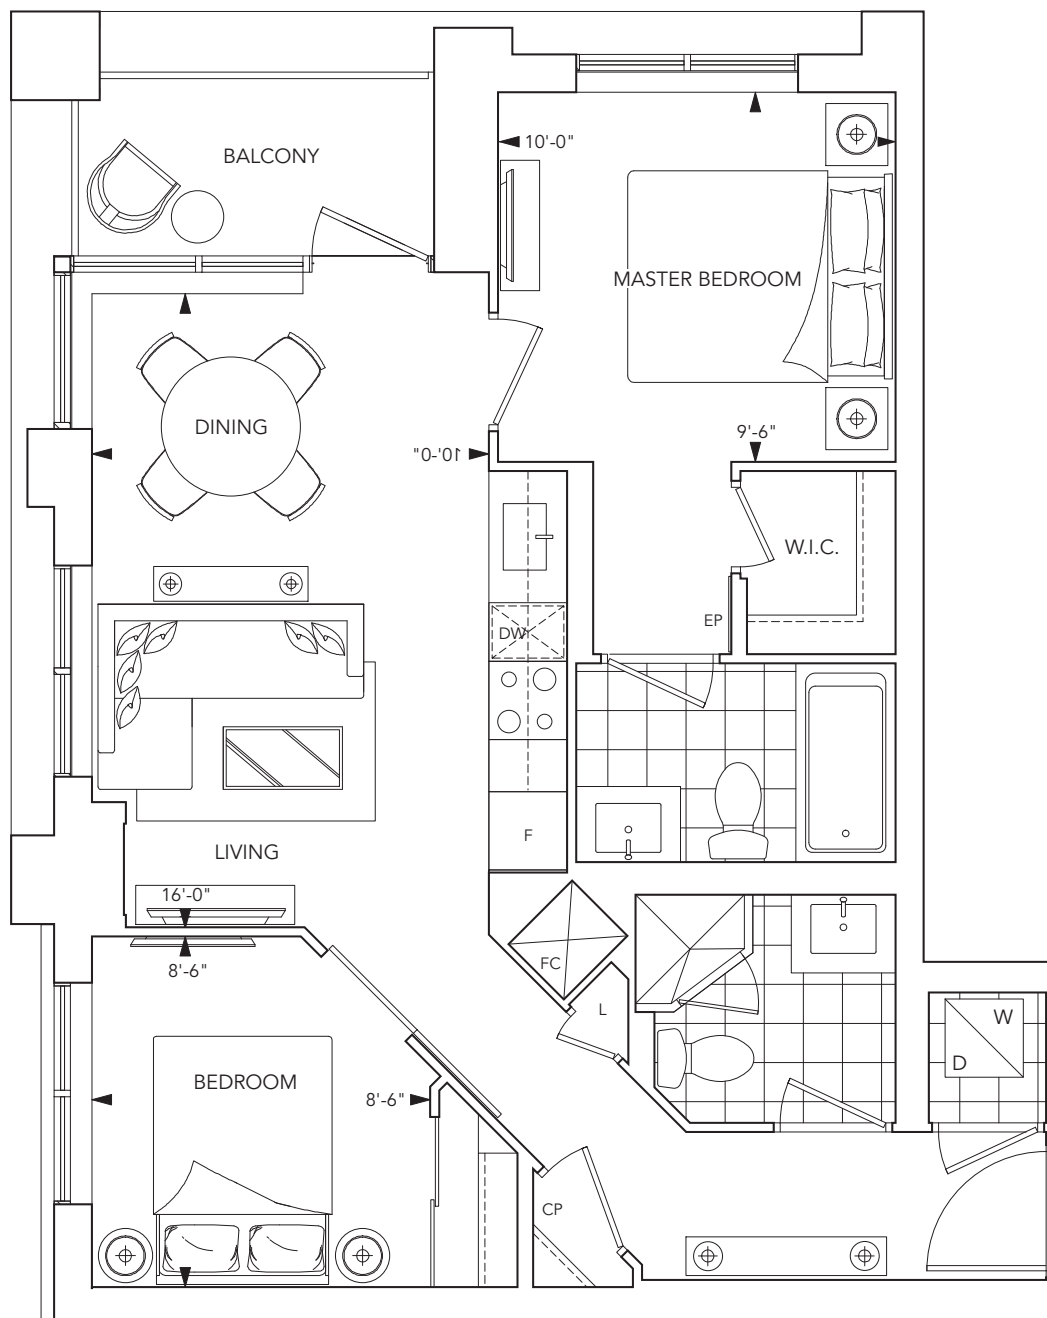 BALCONY
10'-0"
MASTER BEDROOM
DINING
9'-6"
10'-0"
W.I.C.
EP
DW
F
LIVING
16'-0"
8'-6"
FC
L
W
D
BEDROOM
8'-6"
CP